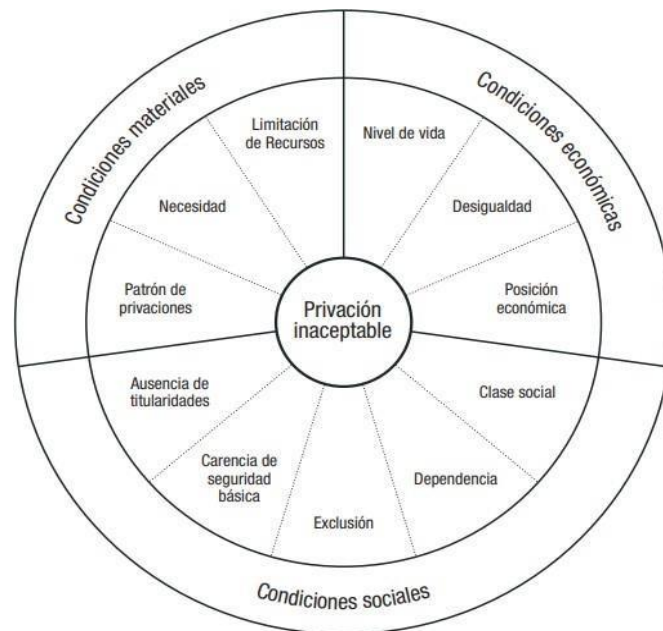 Condiciones materiales
Condiciones económicas
Limitación
de Recursos
Nivel de vida
Necesidad
Desigualdad
Patrón de
privaciones
Privación
inaceptable
Posición
económica
Ausencia de
titularidades
Clase social
Carencia de
seguridad
básica
Dependencia
Exclusión
Condiciones sociales